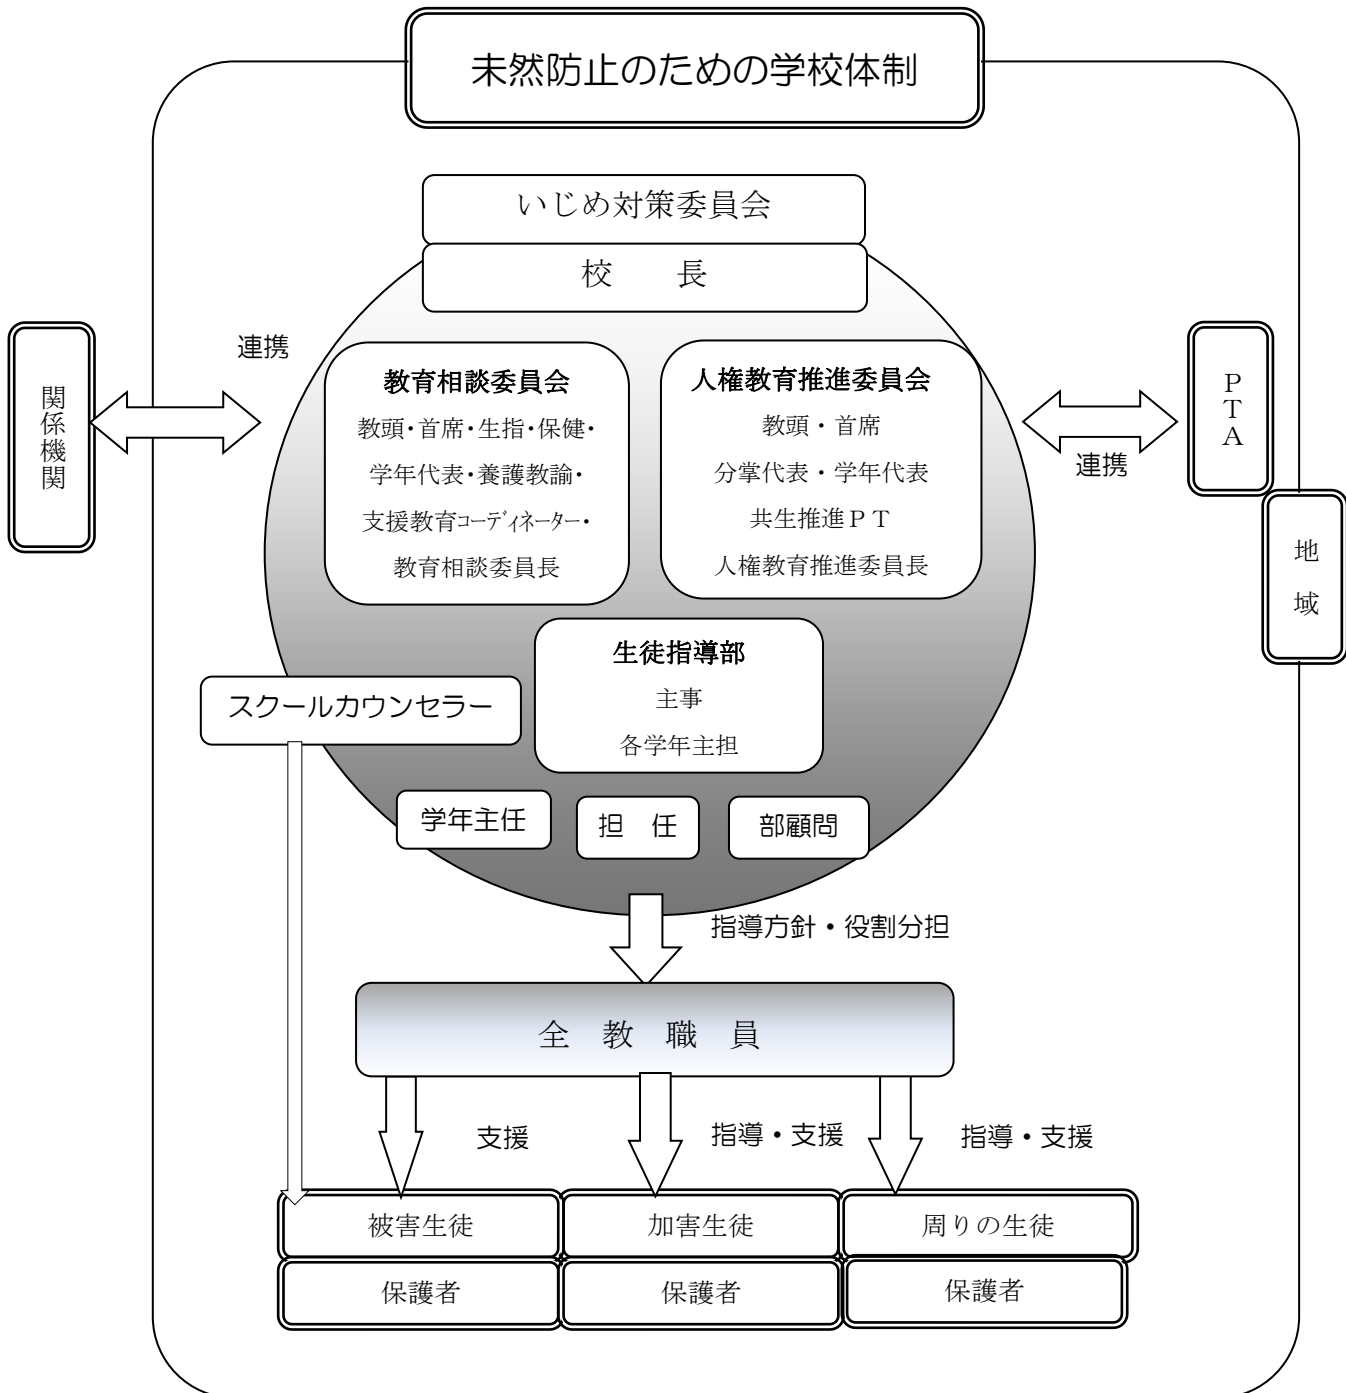 未然防止のための学校体制
いじめ対策委員会
校　　長
連携
関係機関
教育相談委員会
教頭・首席・生指・保健・
学年代表・養護教諭・
支援教育コーディネーター・
教育相談委員長
人権教育推進委員会
教頭・首席
分掌代表・学年代表
共生推進ＰＴ
人権教育推進委員長
連携
ＰＴＡ
地域
生徒指導部
主事
各学年主担
スクールカウンセラー
学年主任
担　任
部顧問
指導方針・役割分担
全　教　職　員
支援
指導・支援
指導・支援
被害生徒
加害生徒
周りの生徒
保護者
保護者
保護者